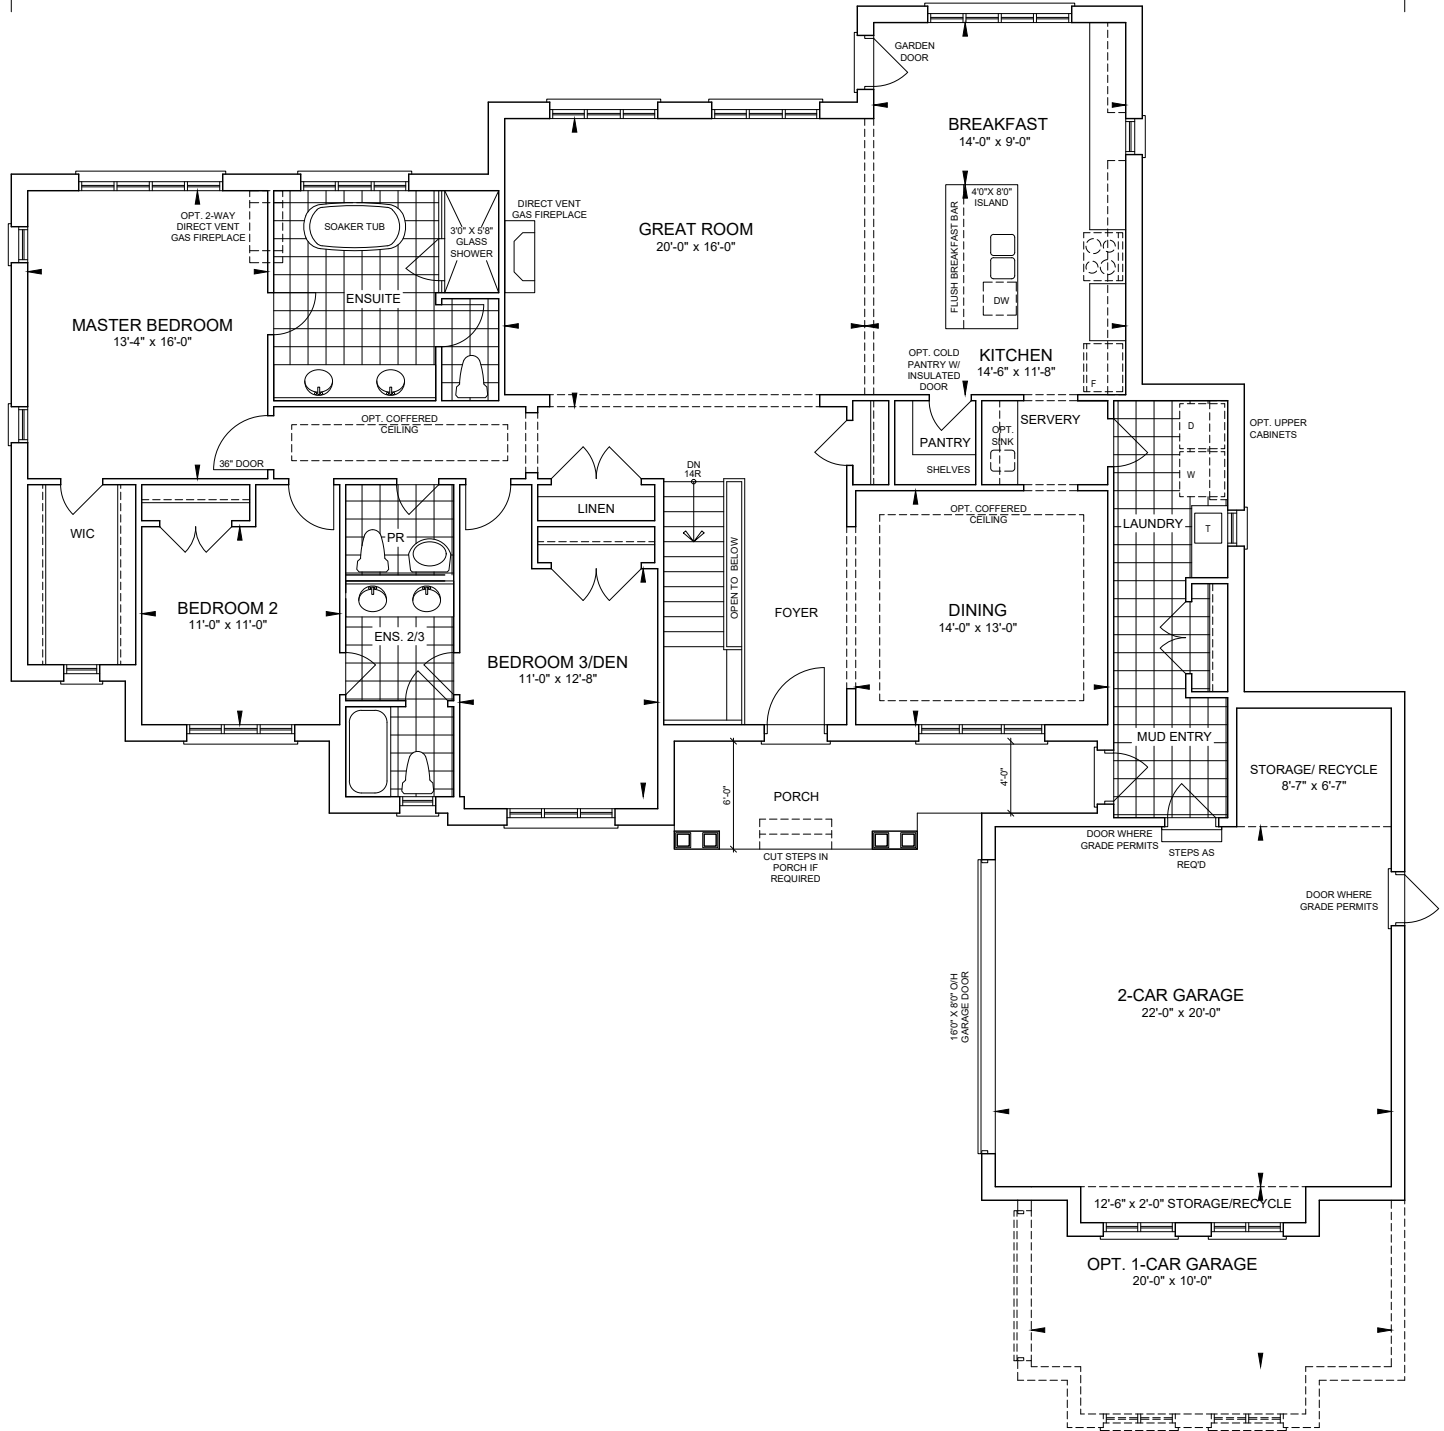 GARDEN
DOOR
BREAKFAST
14'-0" x 9'-0"
4'0"X 8'0"
ISLAND
FLUSH BREAKFAST BAR
DW
KITCHEN
14'-6" x 11'-8"
F
OPT. COLD
PANTRY W/
INSULATED
DOOR
DIRECT VENT
GAS FIREPLACE
GREAT ROOM
20'-0" x 16'-0"
OPT. 2-WAY
DIRECT VENT
GAS FIREPLACE
SOAKER TUB
3'0" X 5'8"
GLASS
SHOWER
ENSUITE
MASTER BEDROOM
13'-4" x 16'-0"
OPT. COFFERED
CEILING
36" DOOR
PANTRY
SHELVES
OPT.
SINK
SERVERY
D
W
OPT. UPPER
CABINETS
WIC
DN
14R
LINEN
OPT. COFFERED
CEILING
LAUNDRY
T
PR
OPEN TO BELOW
BEDROOM 2
11'-0" x 11'-0"
ENS. 2/3
BEDROOM 3/DEN
11'-0" x 12'-8"
FOYER
DINING
14'-0" x 13'-0"
MUD ENTRY
STORAGE/ RECYCLE
8'-7" x 6'-7"
6'-0"
PORCH
4'-0"
CUT STEPS IN
PORCH IF
REQUIRED
DOOR WHERE
GRADE PERMITS
STEPS AS
REQ'D
DOOR WHERE
GRADE PERMITS
16'0" X 8'0" O/H
GARAGE DOOR
2-CAR GARAGE
22'-0" x 20'-0"
12'-6" x 2'-0" STORAGE/RECYCLE
OPT. 1-CAR GARAGE
20'-0" x 10'-0"